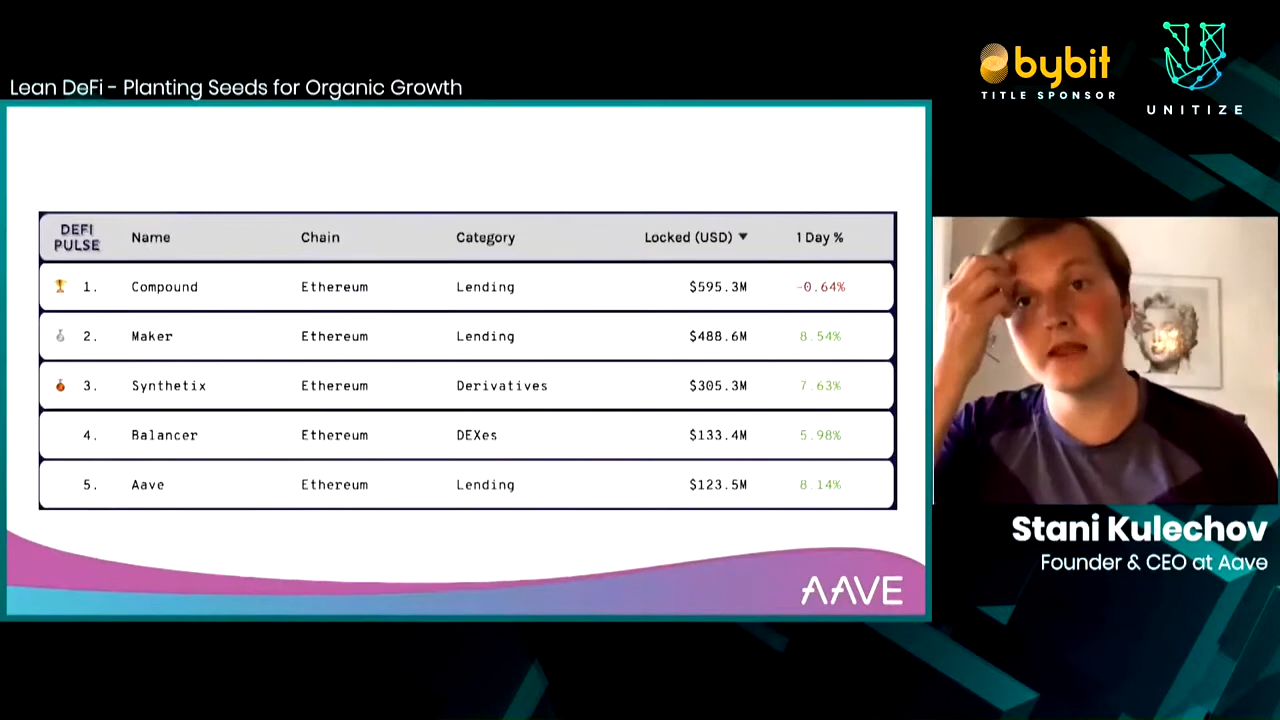 bybit
TITLE SPONSOR
UNITIZE
Lean DeFi - Planting Seeds for Organic Growth
DEFI PULSE Name Chain Category Locked (USD) ▼ 1 Day %
1. Compound Ethereum Lending $595.3M -0.64%
2. Maker Ethereum Lending $488.6M 8.54%
3. Synthetix Ethereum Derivatives $305.3M 7.63%
4. Balancer Ethereum DEXes $133.4M 5.98%
5. Aave Ethereum Lending $123.5M 8.14%
AAVE
Stani Kulechov
Founder & CEO at Aave